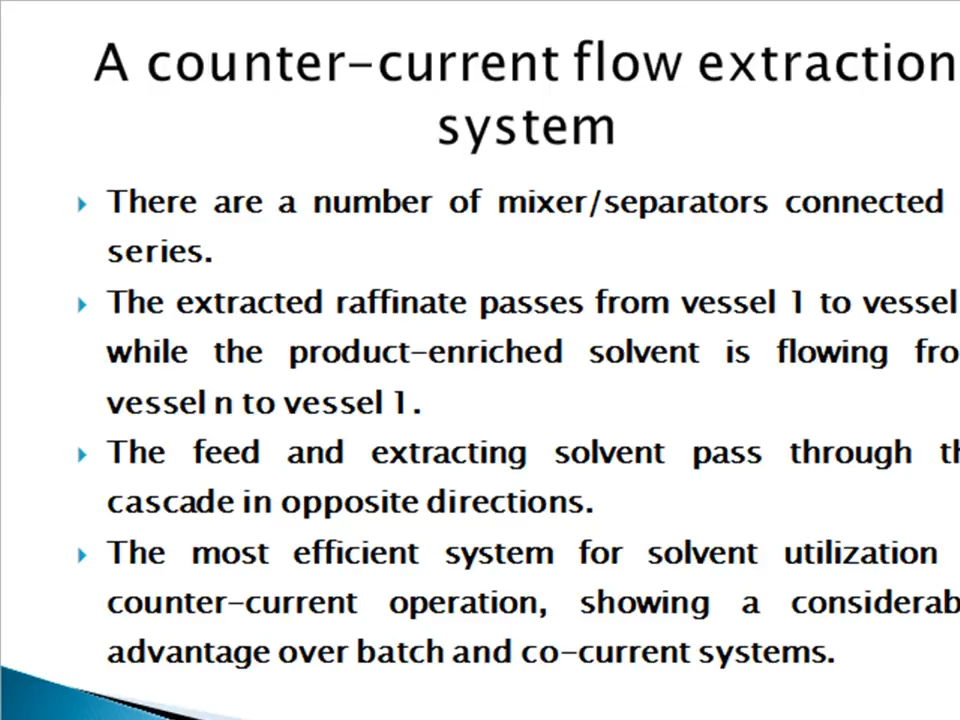 A counter-current flow extraction
system
There are a number of mixer/separators connected
series.
The extracted raffinate passes from vessel 1 to vessel
while the product-enriched solvent is flowing fro
vessel n to vessel 1.
The feed and extracting solvent pass through th
cascade in opposite directions.
The most efficient system for solvent utilization
counter-current operation, showing a considerab
advantage over batch and co-current systems.